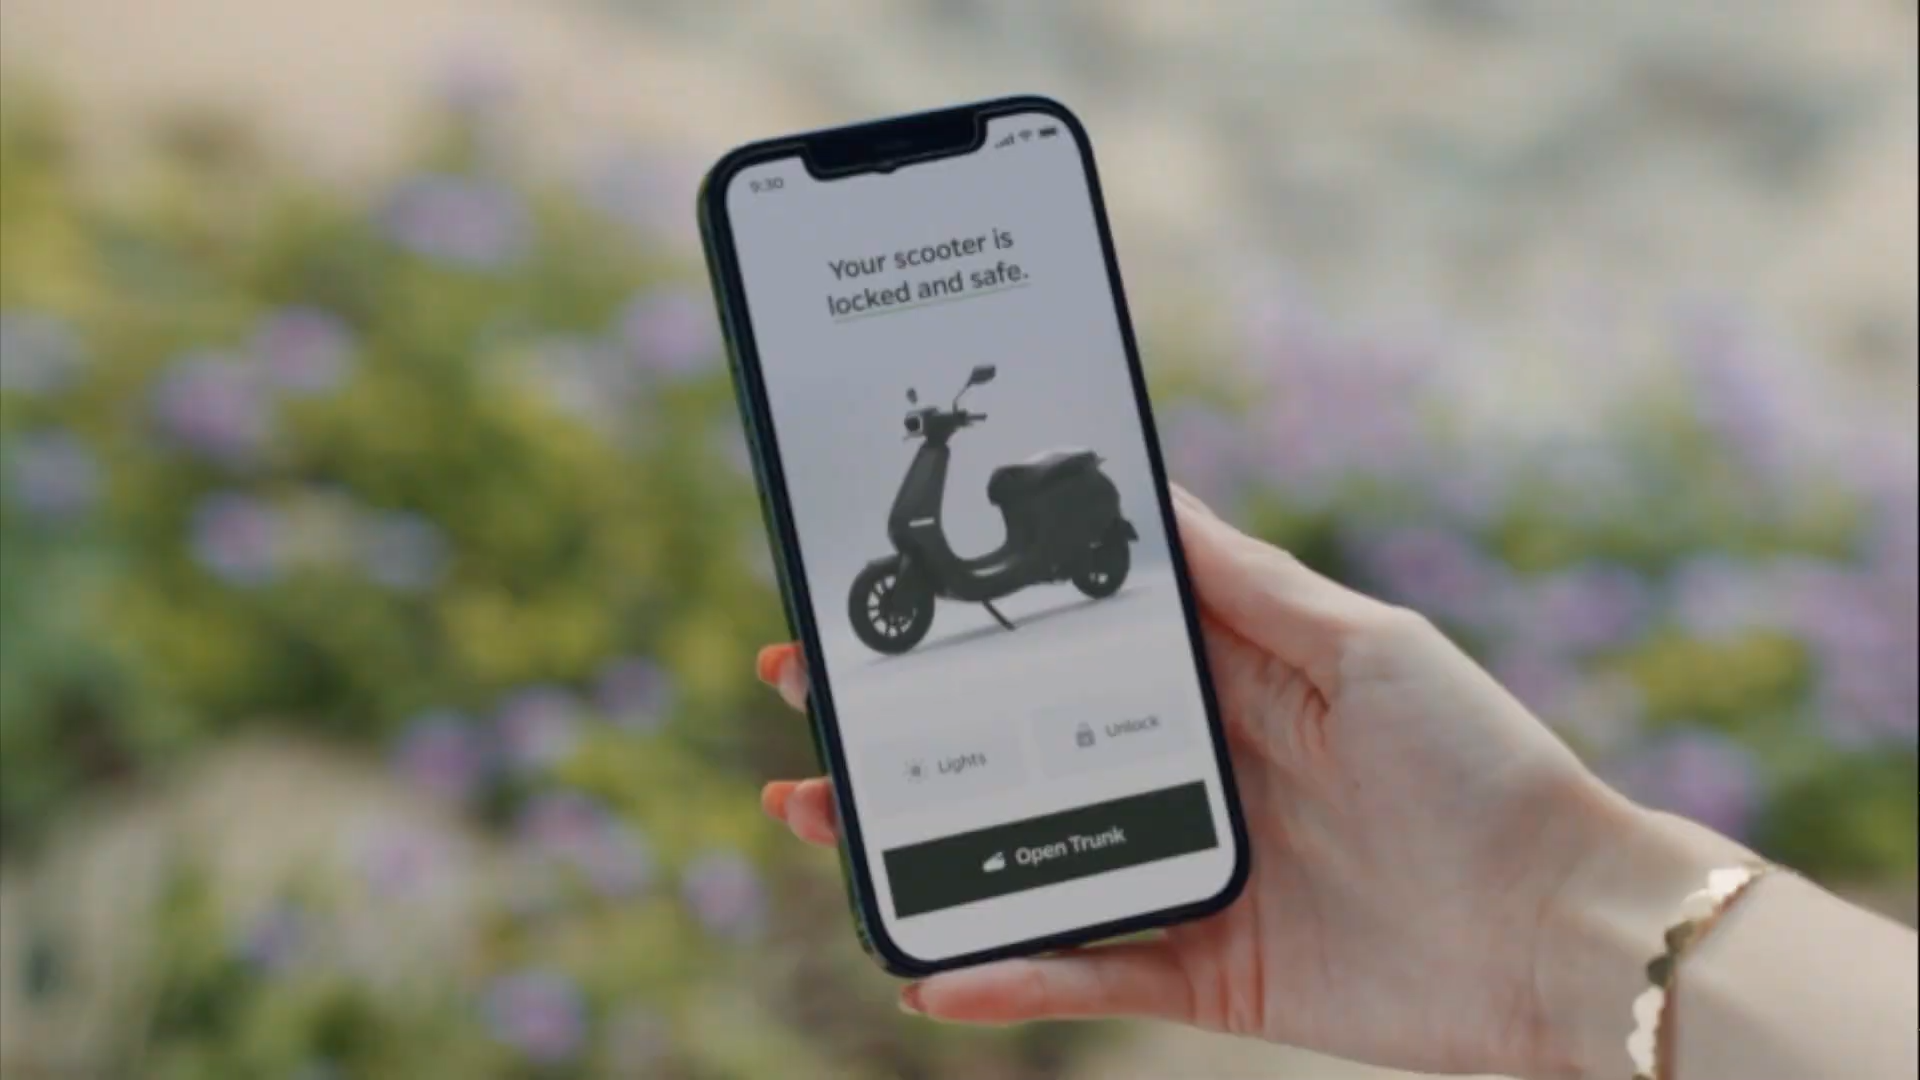 9:30
Your scooter is
locked and safe.
Lights
Unlock
Open Trunk